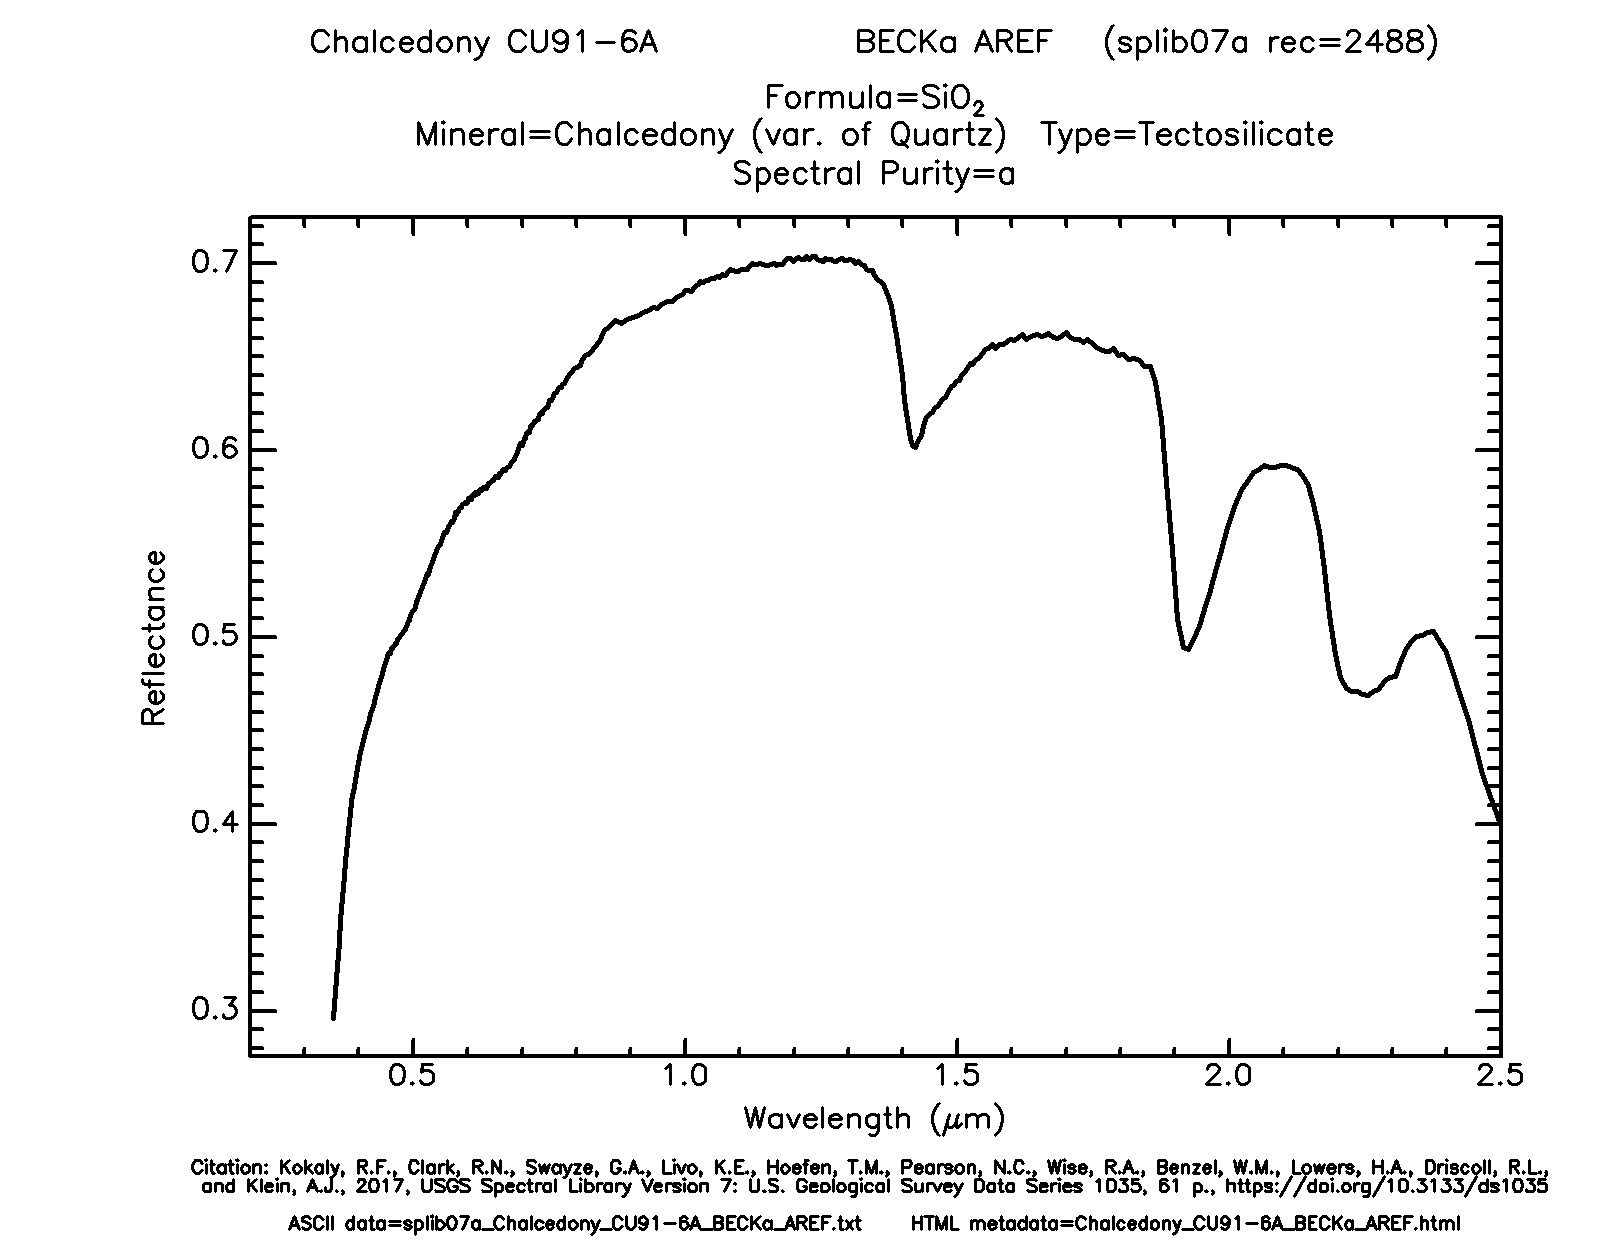 Chalcedony CU91-6A BECKa AREF (splib07a rec=2488)
Formula=SiO₂
Mineral=Chalcedony (var. of Quartz) Type=Tectosilicate
Spectral Purity=a
0.7
0.6
0.5
0.4
0.3
Reflectance
0.5 1.0 1.5 2.0 2.5
Wavelength (μm)
Citation: Kokaly, R.F., Clark, R.N., Swayze, G.A., Livo, K.E., Hoefen, T.M., Pearson, N.C., Wise, R.A., Benzel, W.M., Lowers, H.A., Driscoll, R.L.,
and Klein, A.J., 2017, USGS Spectral Library Version 7: U.S. Geological Survey Data Series 1035, 61 p., https://doi.org/10.3133/ds1035
ASCII data=splib07a_Chalcedony_CU91-6A_BECKa_AREF.txt HTML metadata=Chalcedony_CU91-6A_BECKa_AREF.html